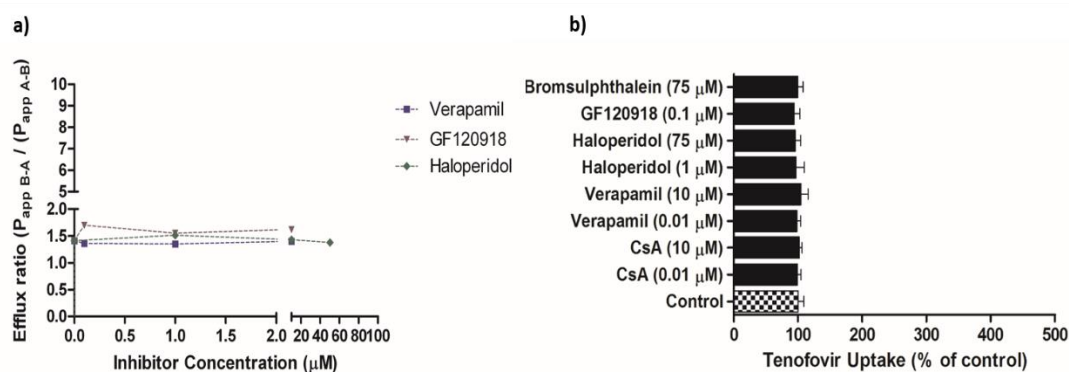 a)
Efflux ratio (Papp B-A / (Papp A-B)
10
9
8
7
6
5
2.0
1.5
1.0
0.5
0.0
0.0 0.5 1.0 1.5 2.0 20 40 60 80 100
Inhibitor Concentration (μM)
Verapamil
GF120918
Haloperidol
b)
Bromsulphthalein (75 μM)
GF120918 (0.1 μM)
Haloperidol (75 μM)
Haloperidol (1 μM)
Verapamil (10 μM)
Verapamil (0.01 μM)
CsA (10 μM)
CsA (0.01 μM)
Control
0 100 200 300 400 500
Tenofovir Uptake (% of control)